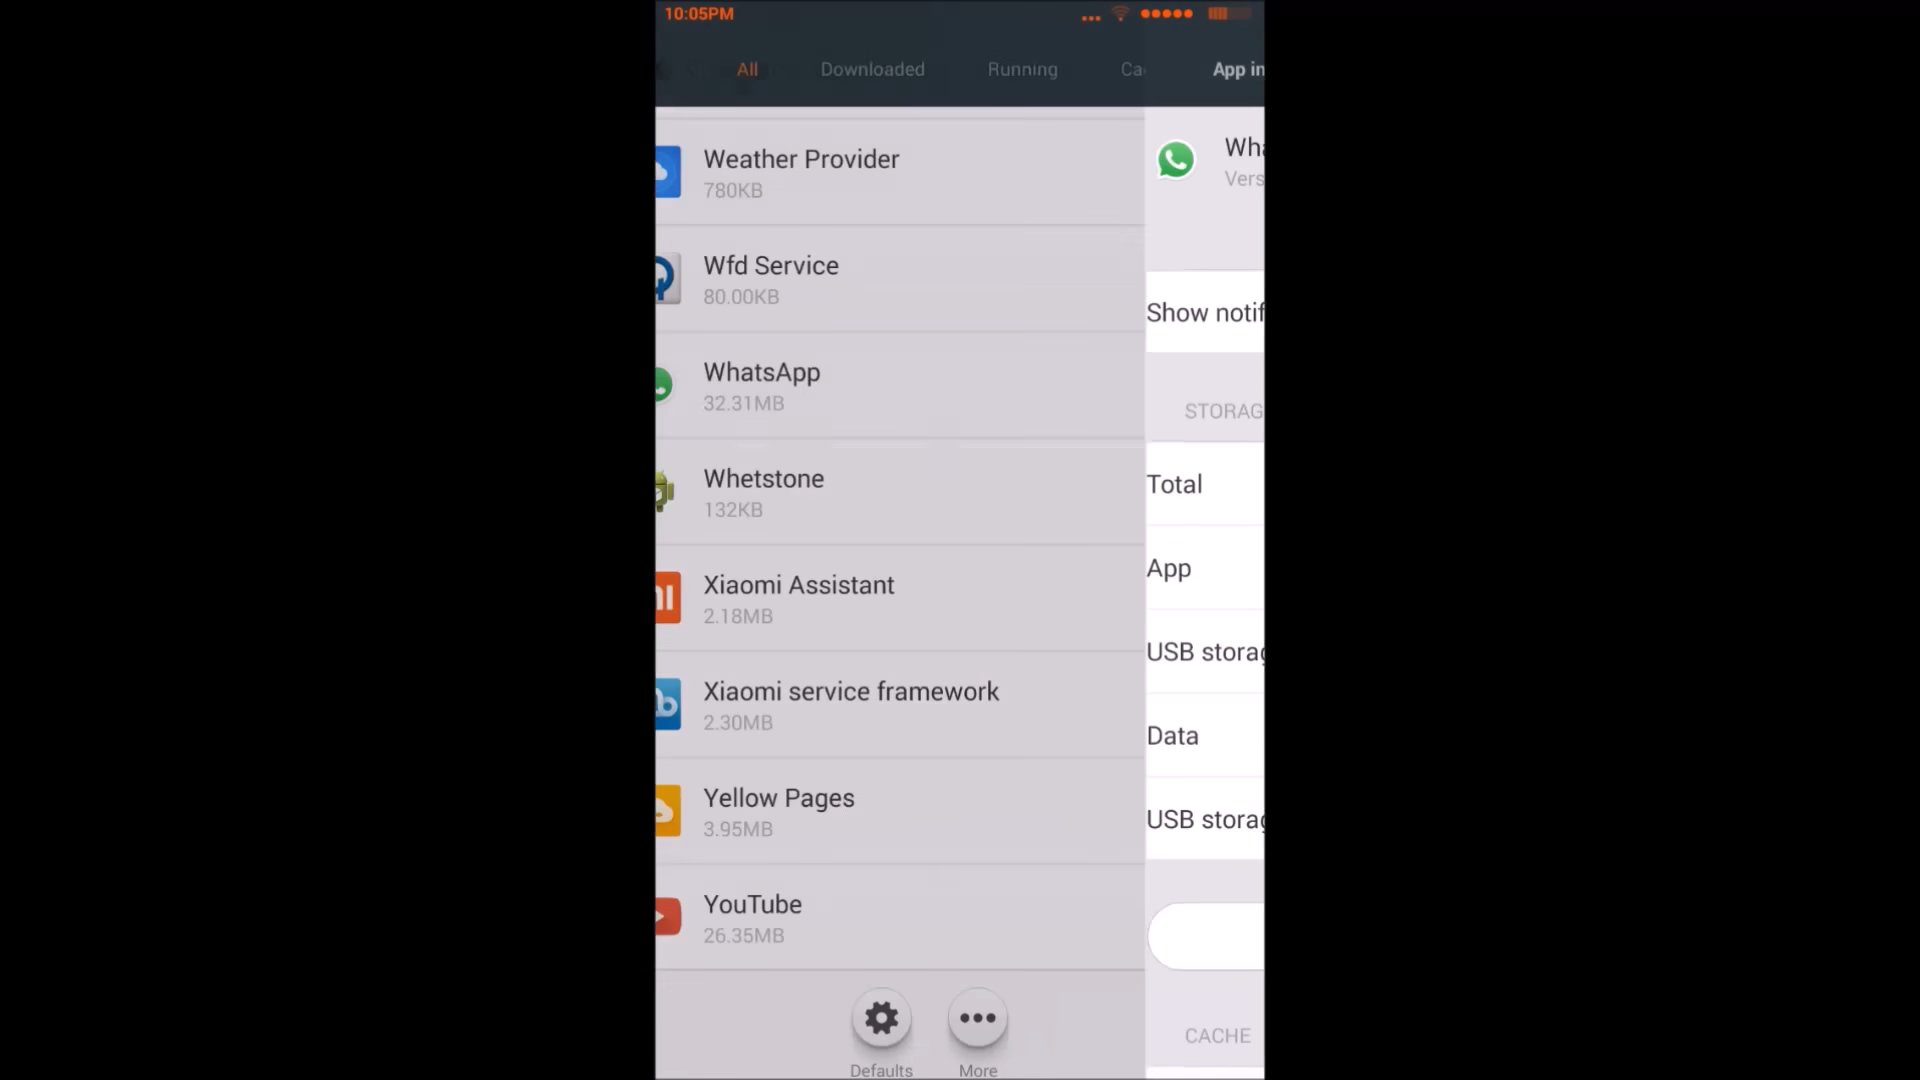 10:05PM
All Downloaded Running App in
Weather Provider
780KB
Wfd Service
80.00KB
WhatsApp
32.31MB
Whetstone
132KB
Xiaomi Assistant
2.18MB
Xiaomi service framework
2.30MB
Yellow Pages
3.95MB
YouTube
26.35MB
Defaults More
Wha
Vers
Show notif
STORAG
Total
App
USB storag
Data
USB storag
CACHE